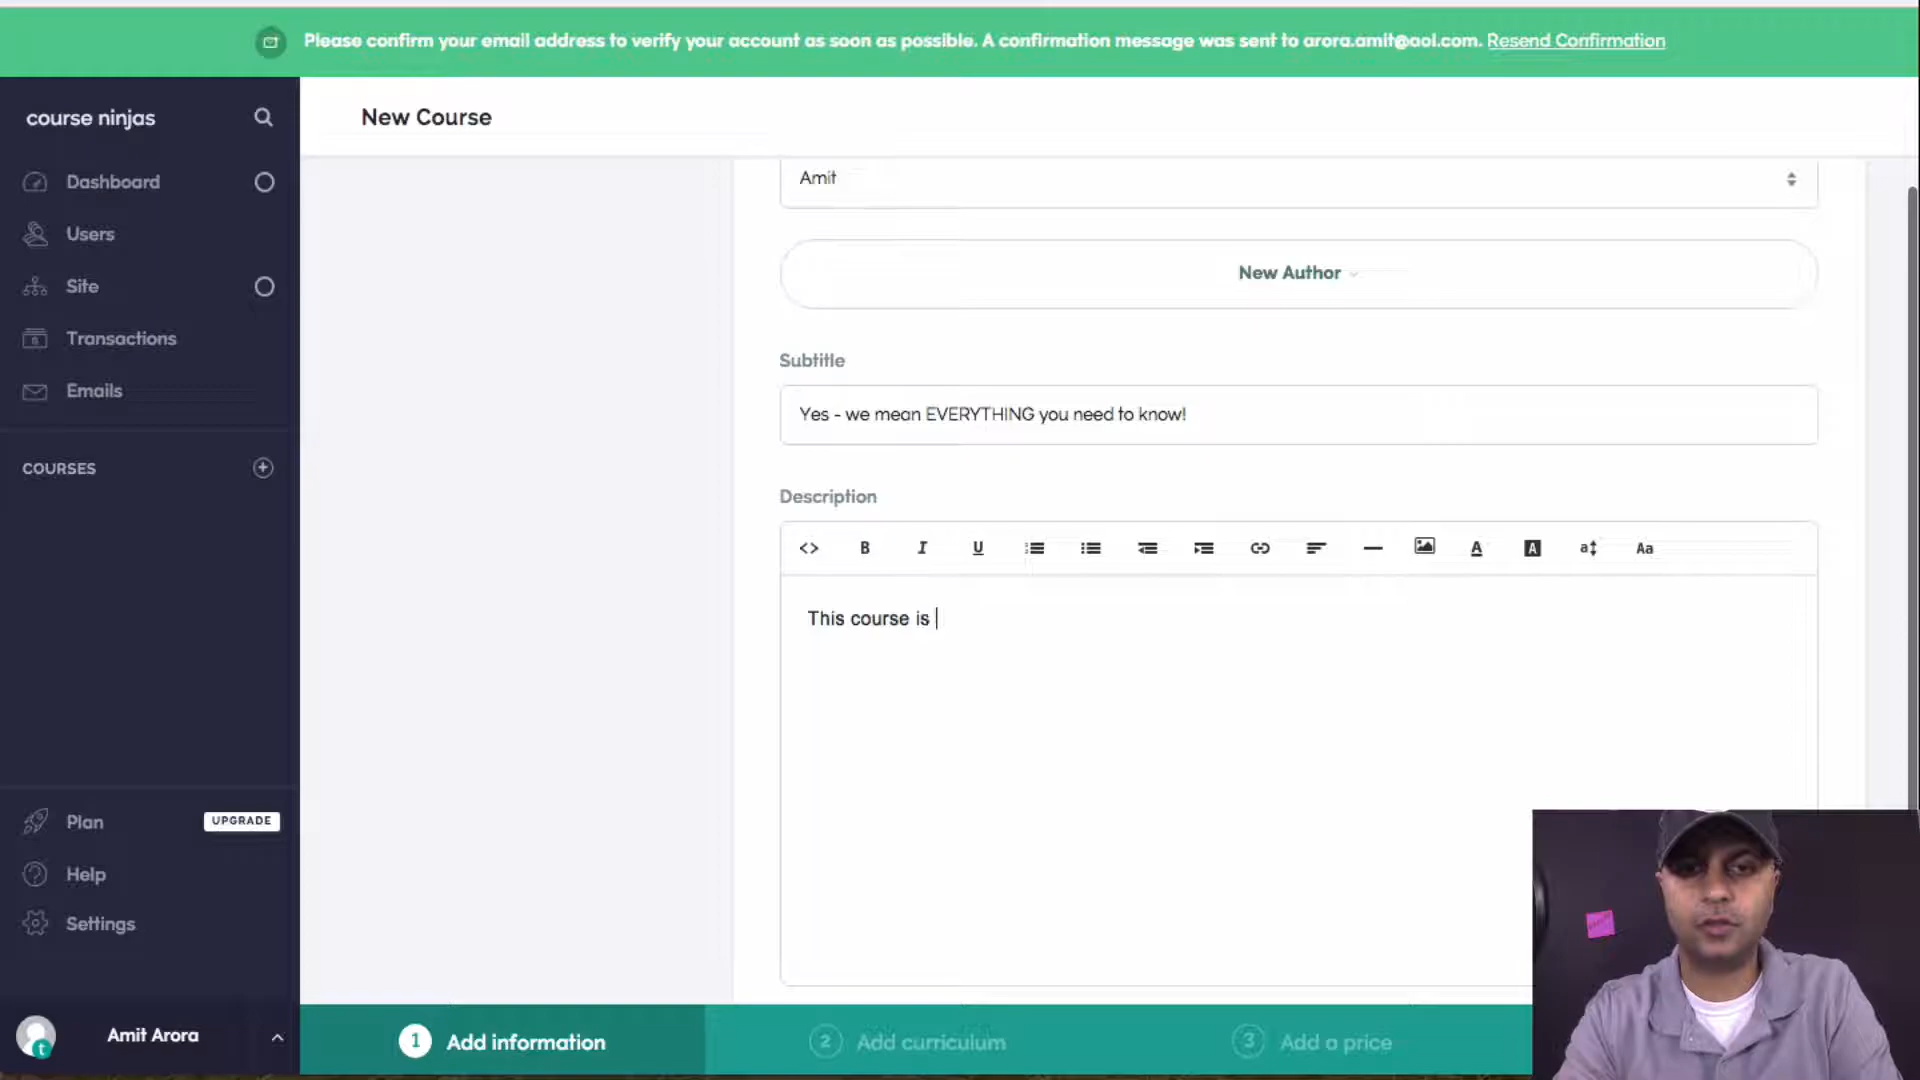 Please confirm your email address to verify your account as soon as possible. A confirmation message was sent to arora.amit@aol.com. Resend Confirmation
course ninjas
New Course
Dashboard
Users
Site
Transactions
Emails
COURSES
Plan
UPGRADE
Help
Settings
Amit Arora
Amit
New Author
Subtitle
Yes - we mean EVERYTHING you need to know!
Description
<> B I U A A a Aa
This course is
1 Add information
2 Add curriculum
3 Add a price